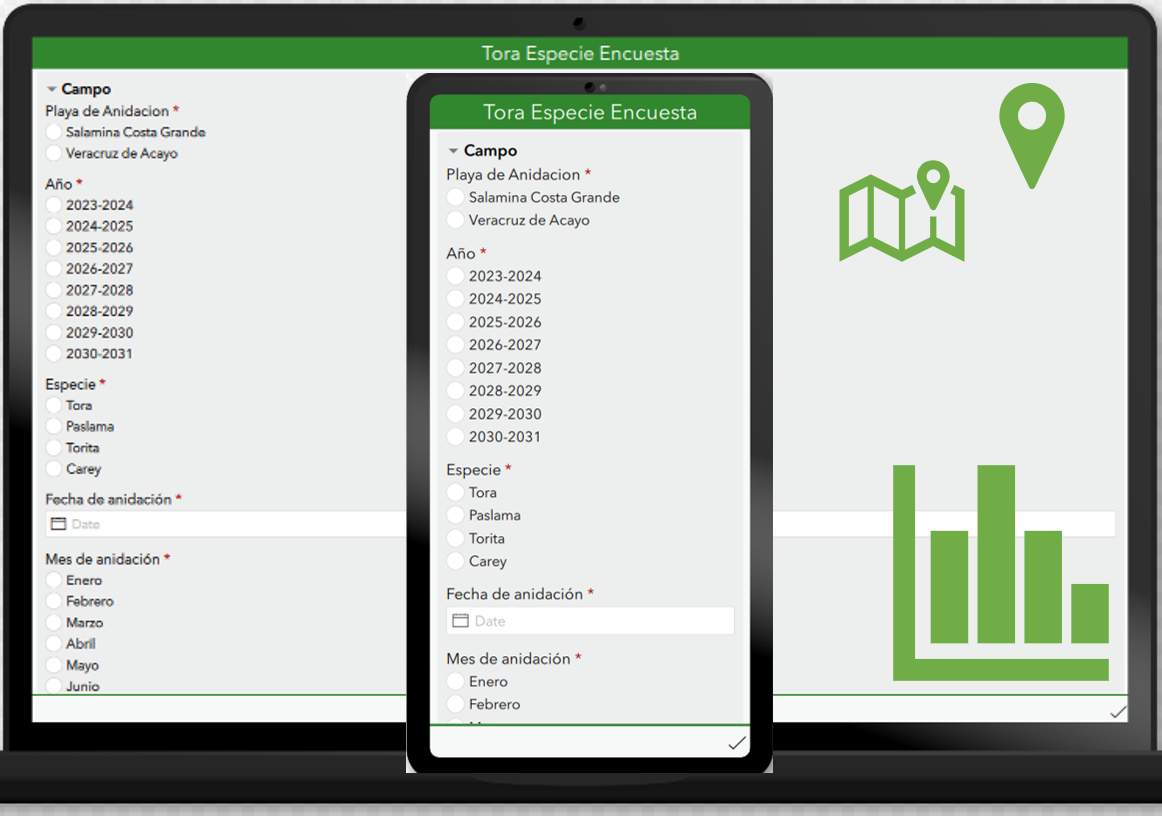 Tora Especie Encuesta
Campo
Playa de Anidacion *
Salamina Costa Grande
Veracruz de Acayo
Año *
2023-2024
2024-2025
2025-2026
2026-2027
2027-2028
2028-2029
2029-2030
2030-2031
Especie *
Tora
Paslama
Torita
Carey
Fecha de anidación *
Date
Mes de anidación *
Enero
Febrero
Marzo
Abril
Mayo
Junio
Tora Especie Encuesta
Campo
Playa de Anidacion *
Salamina Costa Grande
Veracruz de Acayo
Año *
2023-2024
2024-2025
2025-2026
2026-2027
2027-2028
2028-2029
2029-2030
2030-2031
Especie *
Tora
Paslama
Torita
Carey
Fecha de anidación *
Date
Mes de anidación *
Enero
Febrero